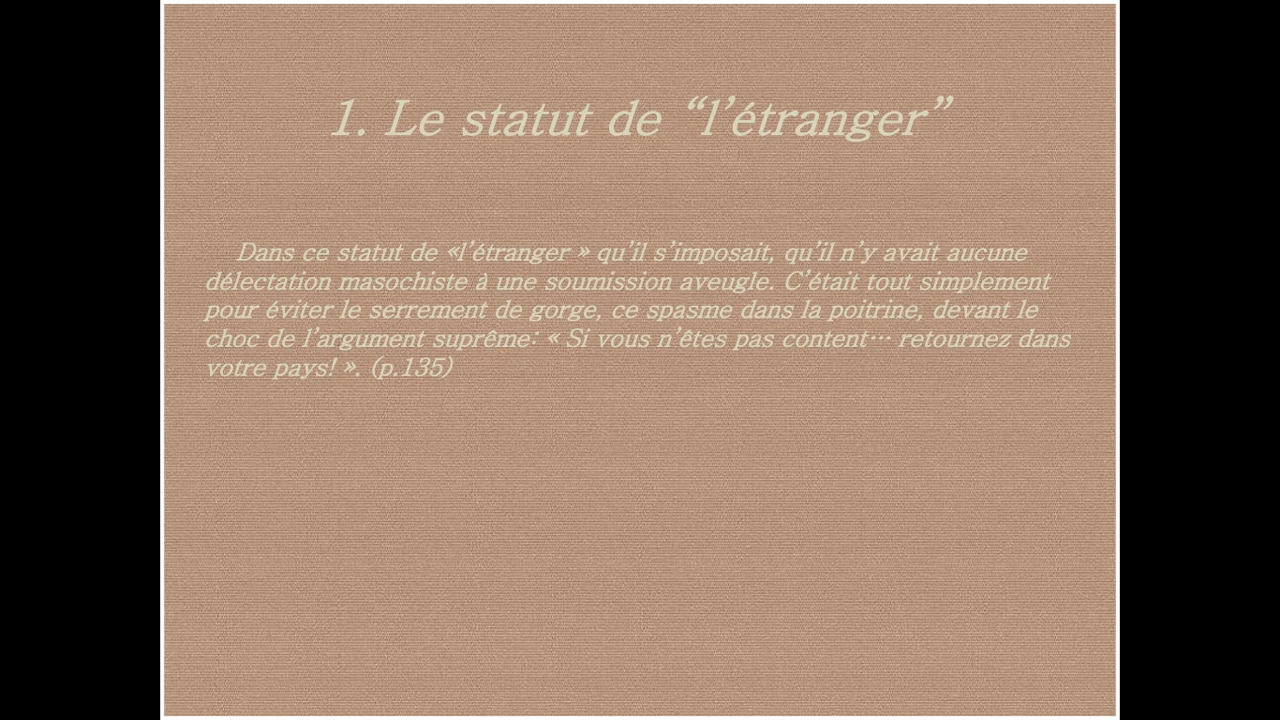 1. Le statut de “l’étranger”
Dans ce statut de «l’étranger » qu’il s’imposait, qu’il n’y avait aucune
délectation masochiste à une soumission aveugle. C’était tout simplement
pour éviter le serrement de gorge, ce spasme dans la poitrine, devant le
choc de l’argument suprême: « Si vous n’êtes pas content… retournez dans
votre pays! ». (p.135)